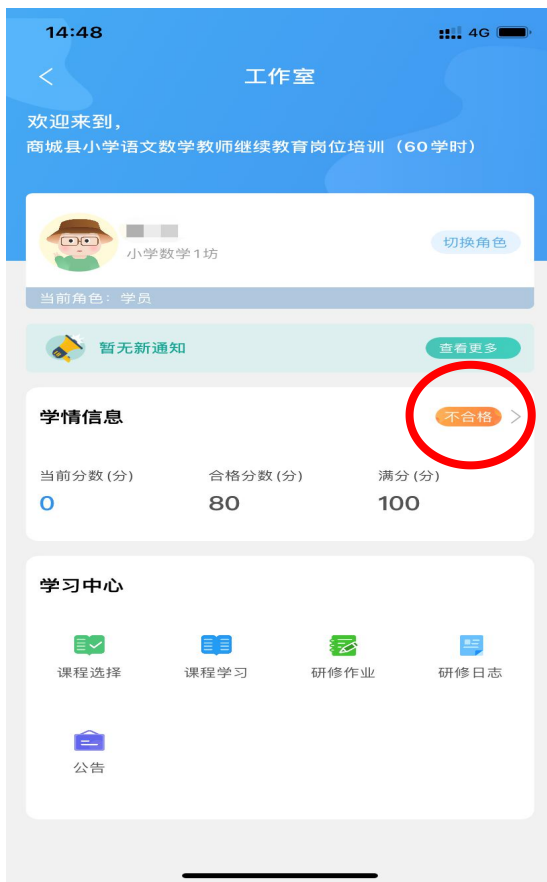 14:48 4G
工作室
欢迎来到，
商城县小学语文数学教师继续教育岗位培训（60学时）
小学数学1坊
切换角色
当前角色：学员
暂无新通知 查看更多
学情信息 不合格
当前分数(分) 合格分数(分) 满分(分)
0 80 100
学习中心
课程选择 课程学习 研修作业 研修日志
公告